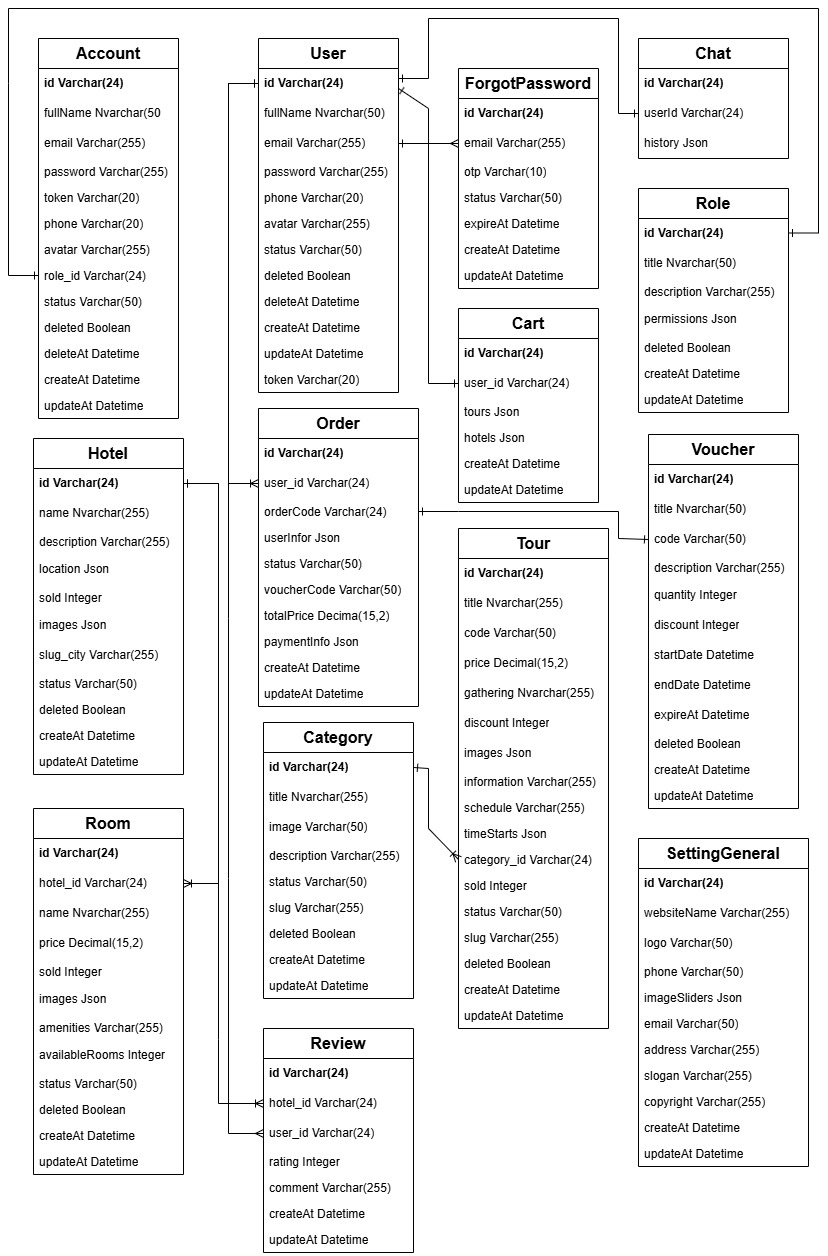 Account
id Varchar(24)
fullName Nvarchar(50
email Varchar(255)
password Varchar(255)
token Varchar(20)
phone Varchar(20)
avatar Varchar(255)
role_id Varchar(24)
status Varchar(50)
deleted Boolean
deleteAt Datetime
createAt Datetime
updateAt Datetime
User
id Varchar(24)
fullName Nvarchar(50)
email Varchar(255)
password Varchar(255)
phone Varchar(20)
avatar Varchar(255)
status Varchar(50)
deleted Boolean
deleteAt Datetime
createAt Datetime
updateAt Datetime
token Varchar(20)
ForgotPassword
id Varchar(24)
email Varchar(255)
otp Varchar(10)
status Varchar(50)
expireAt Datetime
createAt Datetime
updateAt Datetime
Chat
id Varchar(24)
userId Varchar(24)
history Json
Role
id Varchar(24)
title Nvarchar(50)
description Varchar(255)
permissions Json
deleted Boolean
createAt Datetime
updateAt Datetime
Cart
id Varchar(24)
user_id Varchar(24)
tours Json
hotels Json
createAt Datetime
updateAt Datetime
Hotel
id Varchar(24)
name Nvarchar(255)
description Varchar(255)
location Json
sold Integer
images Json
slug_city Varchar(255)
status Varchar(50)
deleted Boolean
createAt Datetime
updateAt Datetime
Order
id Varchar(24)
user_id Varchar(24)
orderCode Varchar(24)
userInfor Json
status Varchar(50)
voucherCode Varchar(50)
totalPrice Decima(15,2)
paymentInfo Json
createAt Datetime
updateAt Datetime
Voucher
id Varchar(24)
title Nvarchar(50)
code Varchar(50)
description Varchar(255)
quantity Integer
discount Integer
startDate Datetime
endDate Datetime
expireAt Datetime
deleted Boolean
createAt Datetime
updateAt Datetime
Tour
id Varchar(24)
title Nvarchar(255)
code Varchar(50)
price Decimal(15,2)
gathering Nvarchar(255)
discount Integer
images Json
information Varchar(255)
schedule Varchar(255)
timeStarts Json
category_id Varchar(24)
sold Integer
status Varchar(50)
slug Varchar(255)
deleted Boolean
createAt Datetime
updateAt Datetime
Category
id Varchar(24)
title Nvarchar(255)
image Varchar(50)
description Varchar(255)
status Varchar(50)
slug Varchar(255)
deleted Boolean
createAt Datetime
updateAt Datetime
Room
id Varchar(24)
hotel_id Varchar(24)
name Nvarchar(255)
price Decimal(15,2)
sold Integer
images Json
amenities Varchar(255)
availableRooms Integer
status Varchar(50)
deleted Boolean
createAt Datetime
updateAt Datetime
SettingGeneral
id Varchar(24)
websiteName Varchar(255)
logo Varchar(50)
phone Varchar(50)
imageSliders Json
email Varchar(50)
address Varchar(255)
slogan Varchar(255)
copyright Varchar(255)
createAt Datetime
updateAt Datetime
Review
id Varchar(24)
hotel_id Varchar(24)
user_id Varchar(24)
rating Integer
comment Varchar(255)
createAt Datetime
updateAt Datetime